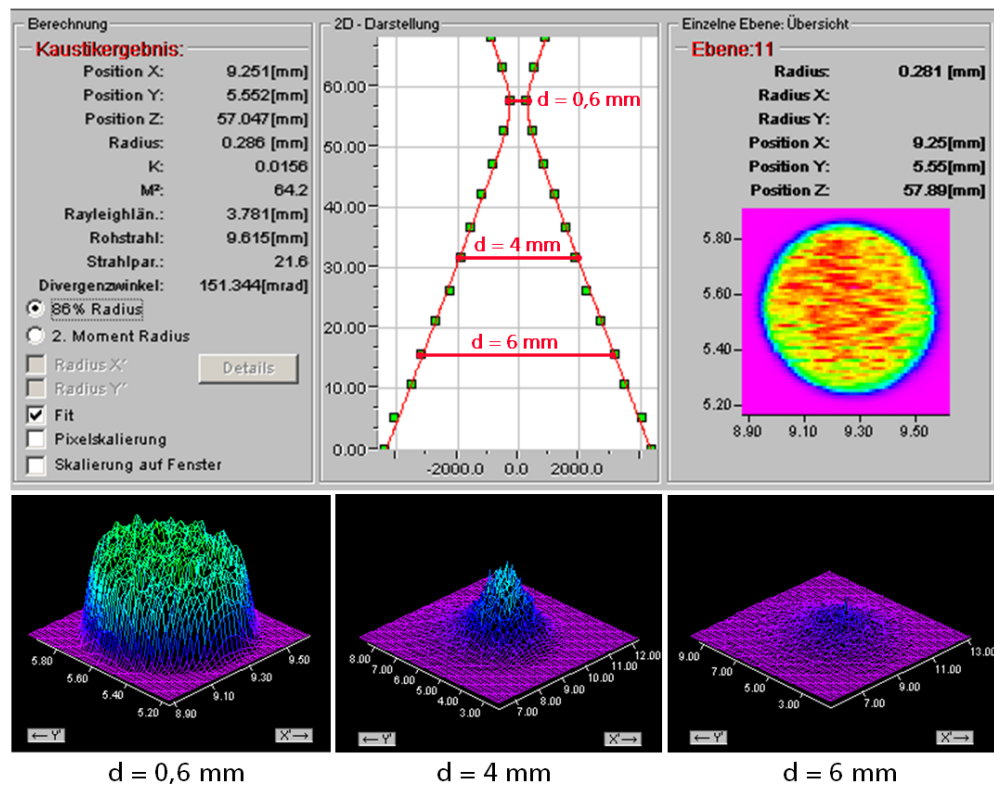 Berechnung
Kaustikergebnis:
Position X: 9.251[mm]
Position Y: 5.552[mm]
Position Z: 57.047[mm]
Radius: 0.286 [mm]
K: 0.0156
M²: 64.2
Rayleighlän.: 3.781[mm]
Rohstrahl: 9.615[mm]
Strahlpar.: 21.6
Divergenzwinkel: 151.344[mrad]
86% Radius
2. Moment Radius
Radius X´
Radius Y´
Details
Fit
Pixelskalierung
Skalierung auf Fenster
2D - Darstellung
60.00
50.00
40.00
30.00
20.00
10.00
0.00
-2000.0 0.0 2000.0
d = 0,6 mm
d = 4 mm
d = 6 mm
Einzelne Ebene: Übersicht
Ebene:11
Radius: 0.281 [mm]
Radius X:
Radius Y:
Position X: 9.25[mm]
Position Y: 5.55[mm]
Position Z: 57.89[mm]
5.80
5.60
5.40
5.20
8.90 9.10 9.30 9.50
5.80
5.60
5.40
5.20
8.90
9.10
9.30
9.50
← Y'
X'→
8.00
7.00
6.00
5.00
4.00
3.00
7.00
8.00
9.00
10.00
11.00
12.00
← Y'
X'→
9.00
7.00
5.00
3.00
7.00
9.00
11.00
13.00
← Y'
X'→
d = 0,6 mm
d = 4 mm
d = 6 mm